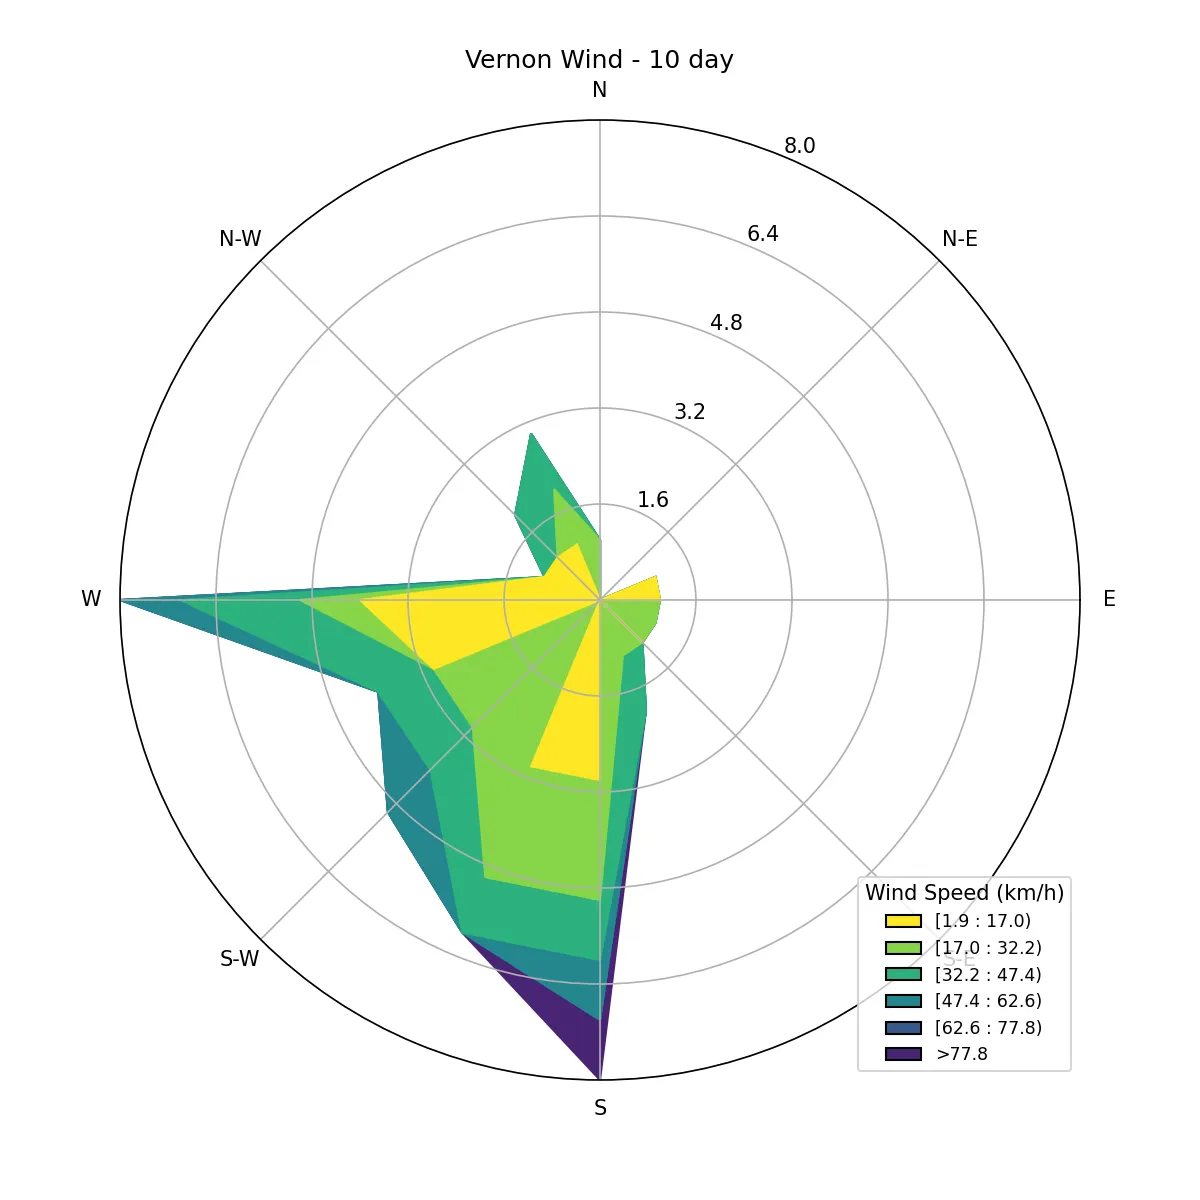 Vernon Wind - 10 day
N
8.0
N-W
6.4
N-E
4.8
3.2
1.6
W
E
Wind Speed (km/h)
[1.9 : 17.0)
[17.0 : 32.2)
S-W
S-E
[32.2 : 47.4)
[47.4 : 62.6)
[62.6 : 77.8)
>77.8
S